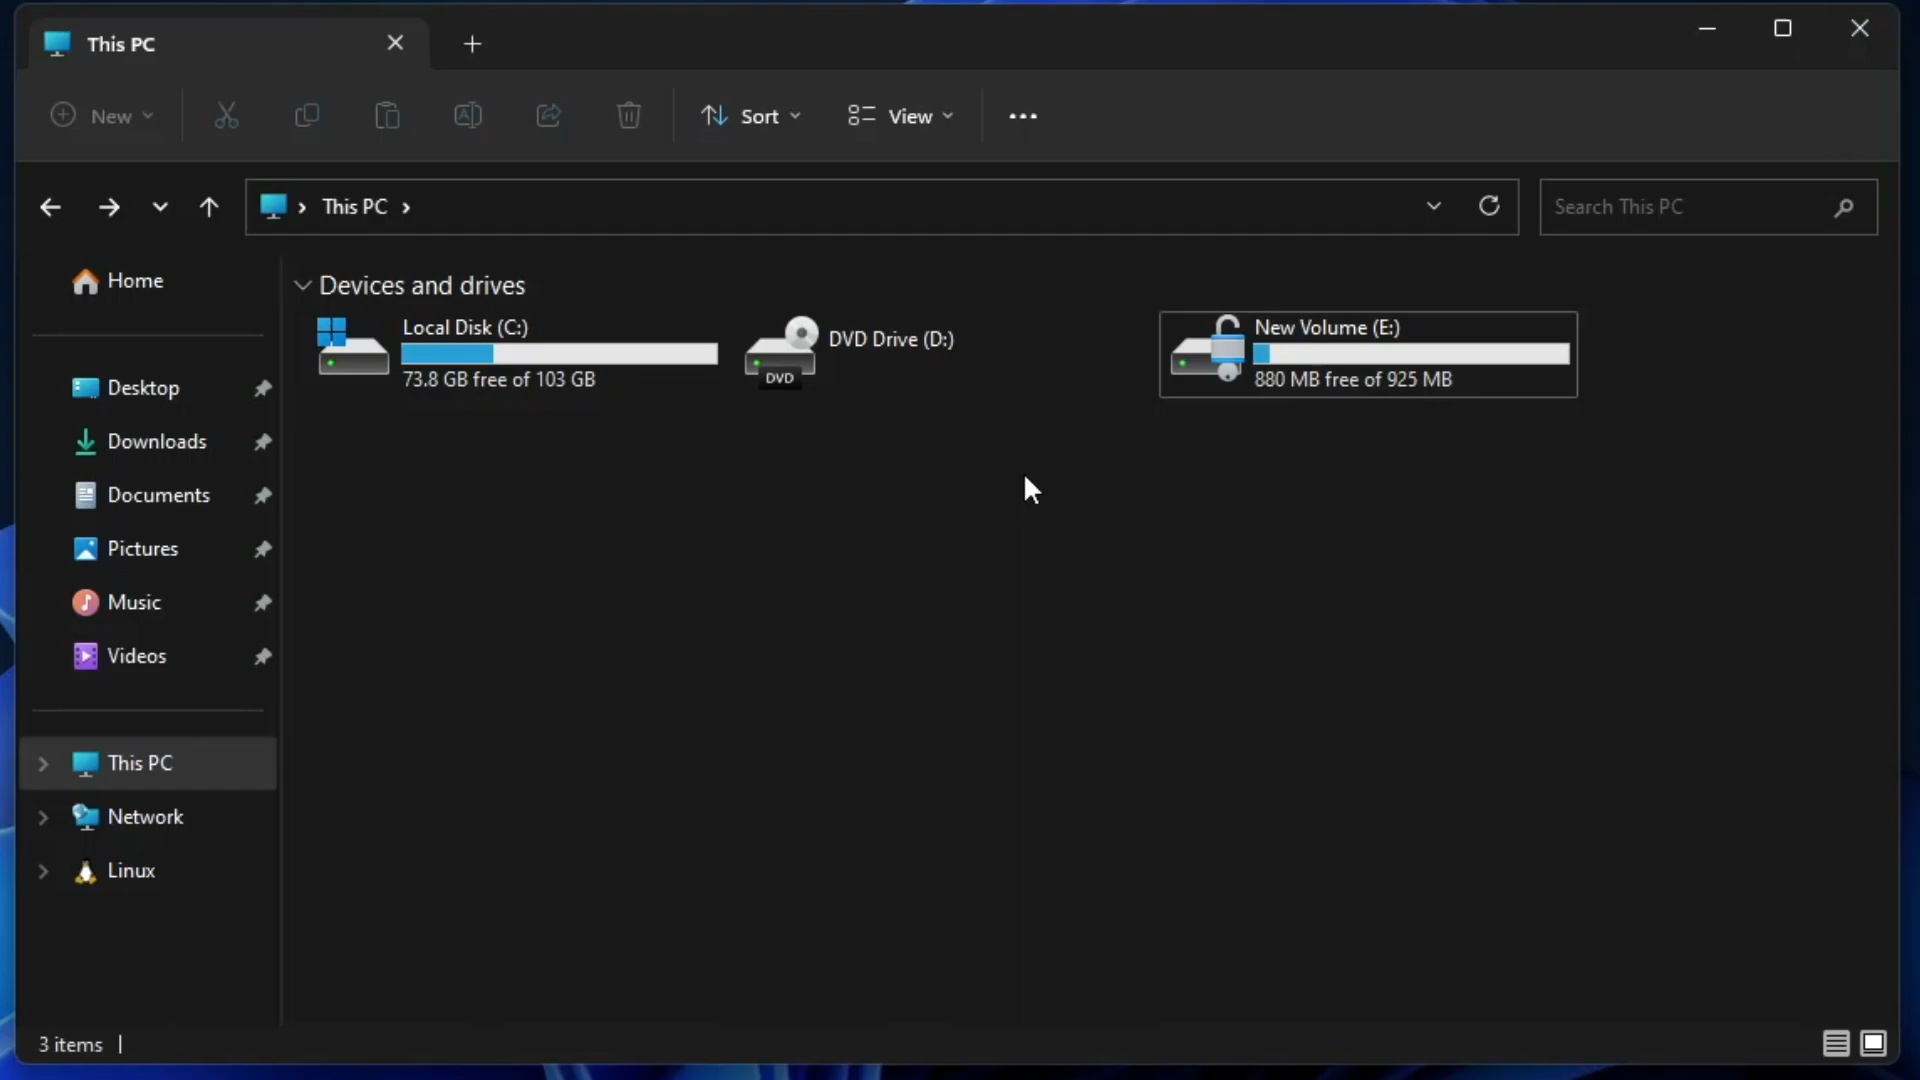 This PC
New
Sort
View
This PC
Search This PC
Home
Desktop
Downloads
Documents
Pictures
Music
Videos
This PC
Network
Linux
Devices and drives
Local Disk (C:)
73.8 GB free of 103 GB
DVD
DVD Drive (D:)
New Volume (E:)
880 MB free of 925 MB
3 items